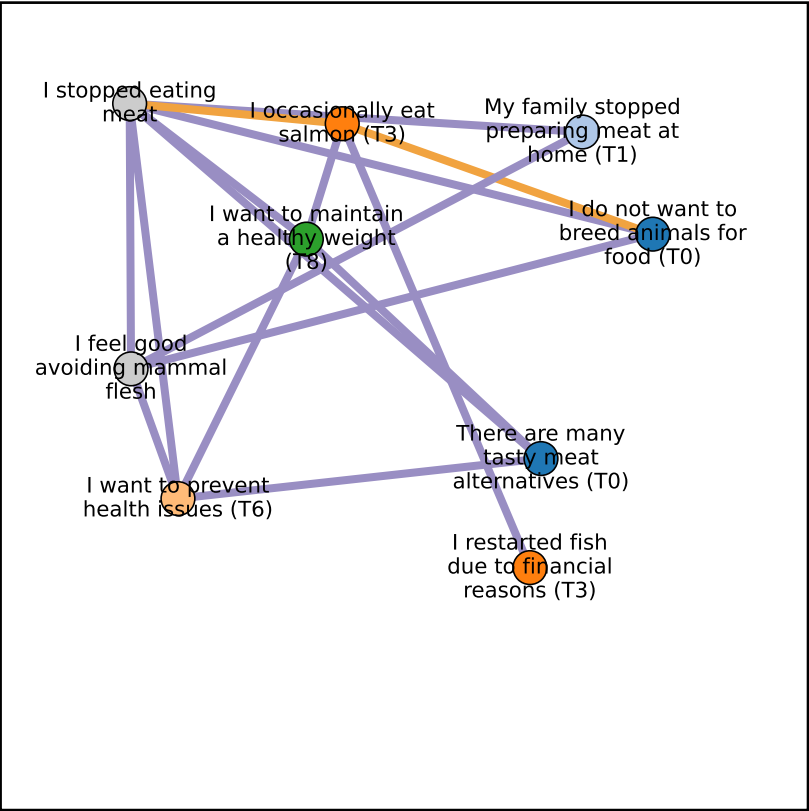 I stopped eating
meat
I occasionally eat
salmon (T3)
My family stopped
preparing meat at
home (T1)
I want to maintain
a healthy weight
(T8)
I do not want to
breed animals for
food (T0)
I feel good
avoiding mammal
flesh
There are many
tasty meat
alternatives (T0)
I want to prevent
health issues (T6)
I restarted fish
due to financial
reasons (T3)